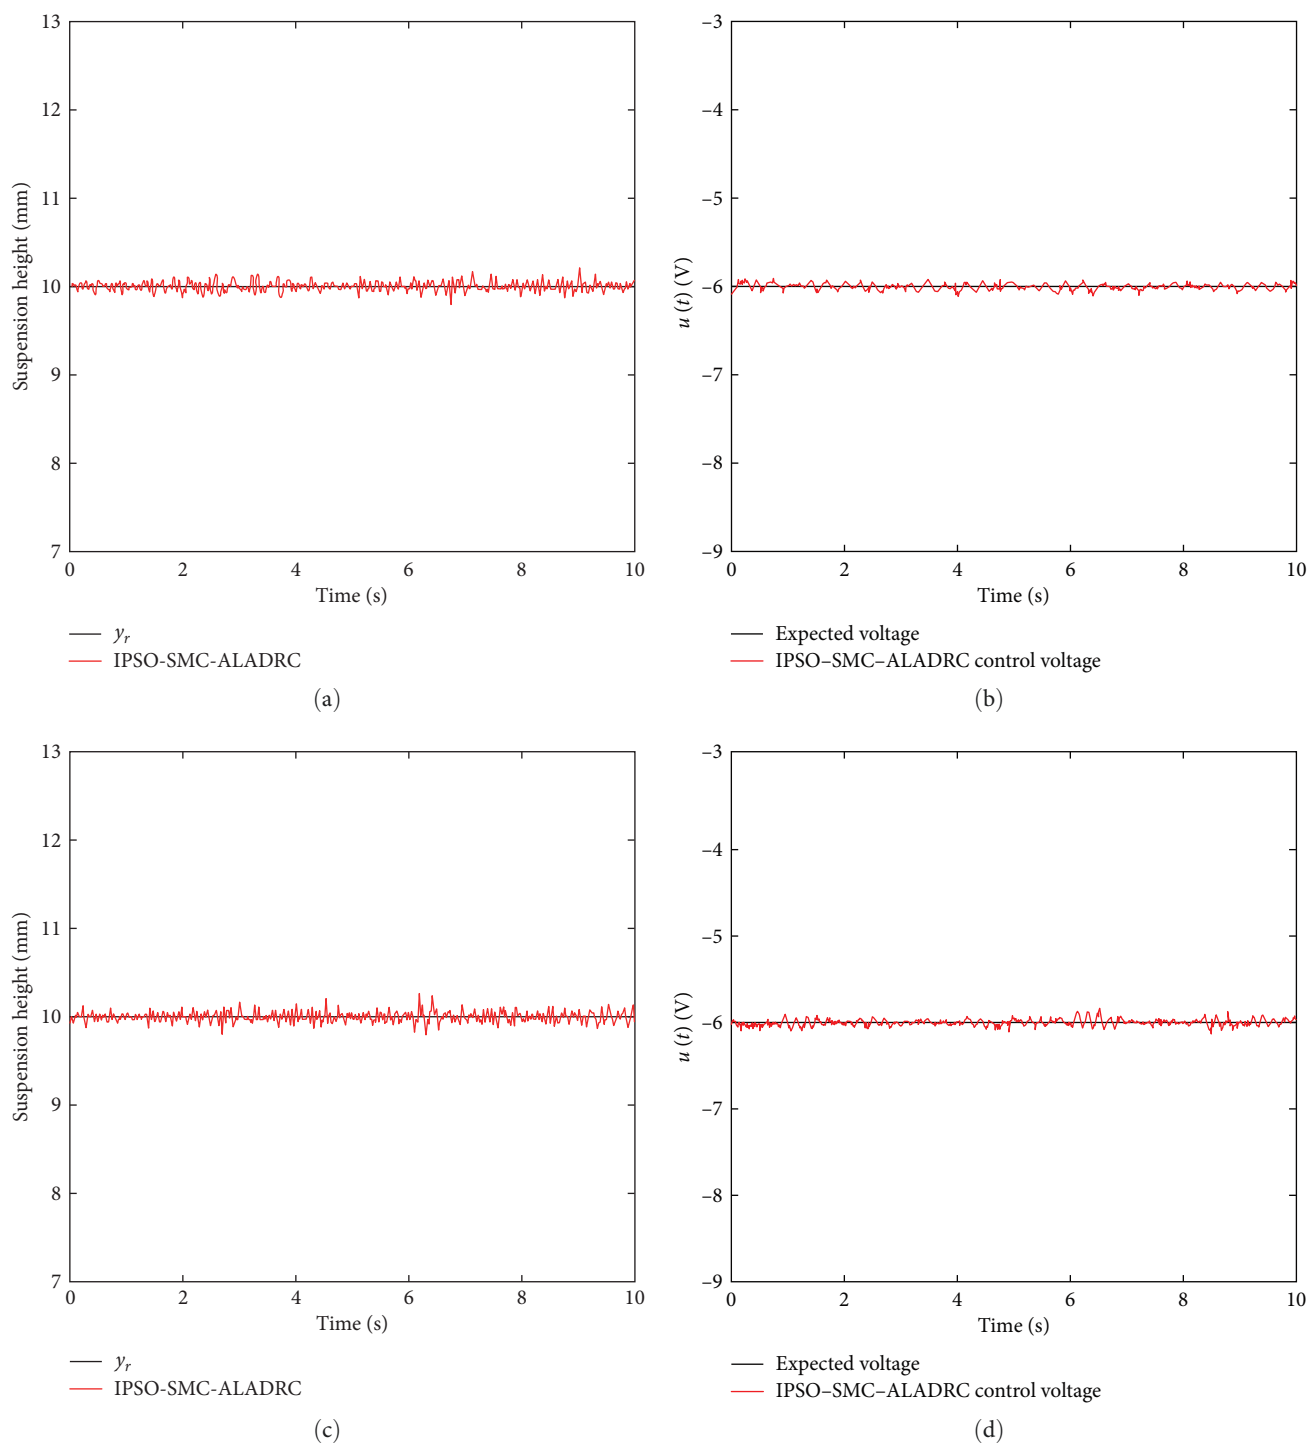 13
12
11
10
9
8
7
Suspension height (mm)
0 2 4 6 8 10
Time (s)
y_r
IPSO-SMC-ALADRC
(a)
–3
–4
–5
–6
–7
–8
–9
u (t) (V)
0 2 4 6 8 10
Time (s)
Expected voltage
IPSO–SMC–ALADRC control voltage
(b)
13
12
11
10
9
8
7
Suspension height (mm)
0 2 4 6 8 10
Time (s)
y_r
IPSO-SMC-ALADRC
(c)
–3
–4
–5
–6
–7
–8
–9
u (t) (V)
0 2 4 6 8 10
Time (s)
Expected voltage
IPSO–SMC–ALADRC control voltage
(d)